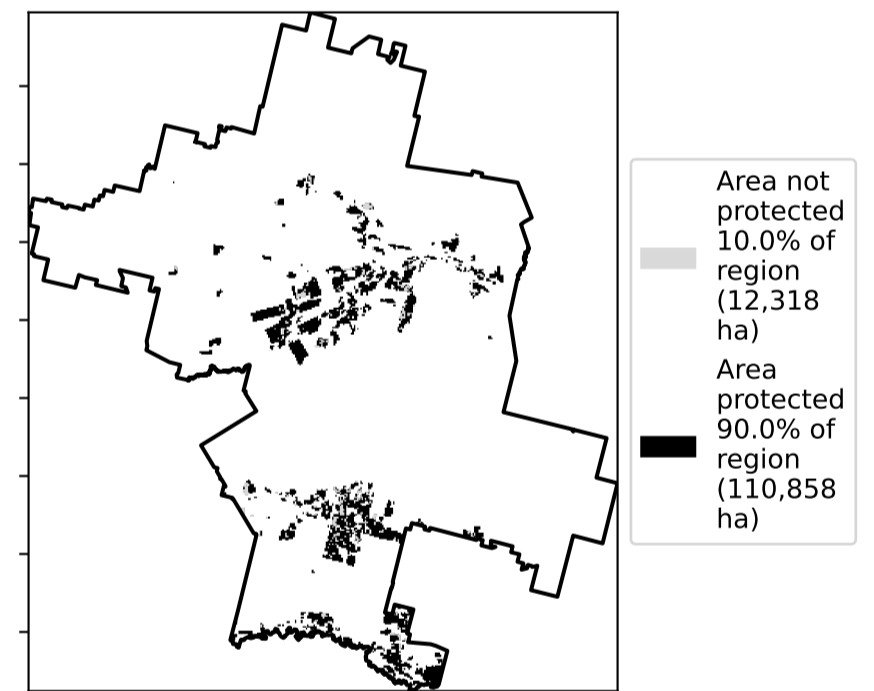 Area not
protected
10.0% of
region
(12,318
ha)
Area
protected
90.0% of
region
(110,858
ha)